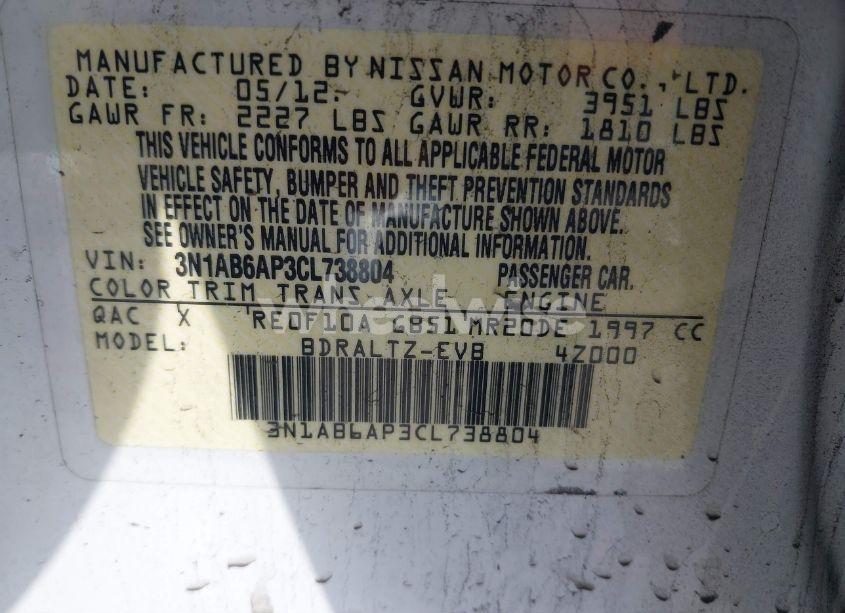 MANUFACTURED BY NISSAN MOTOR CO., LTD.
DATE: 05/12 GVWR: 3951 LBS
GAWR FR: 2227 LBS GAWR RR: 1810 LBS
THIS VEHICLE CONFORMS TO ALL APPLICABLE FEDERAL MOTOR
VEHICLE SAFETY, BUMPER AND THEFT PREVENTION STANDARDS
IN EFFECT ON THE DATE OF MANUFACTURE SHOWN ABOVE.
SEE OWNER'S MANUAL FOR ADDITIONAL INFORMATION.
VIN: 3N1AB6AP3CL738804 PASSENGER CAR.
COLOR TRIM TRANS AXLE ENGINE
QAC X RE0F10A GB51 MR20DE 1997 CC
MODEL: BDRALTZ-EVB 4Z000
3N1AB6AP3CL738804